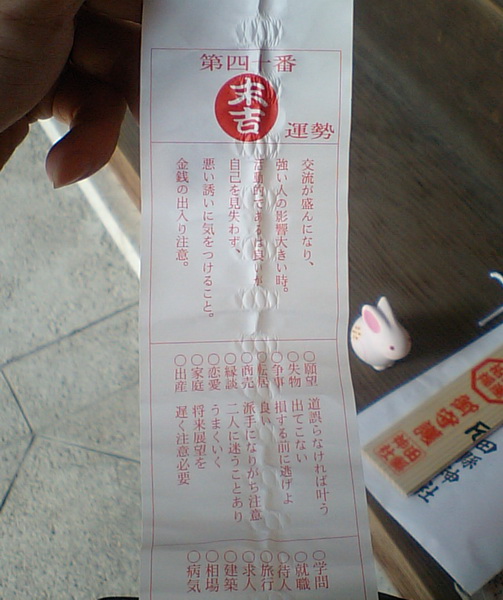 第四十番
末吉
運勢
交流が盛んになり、
強い人の影響大きい時。
活動的であるは良いが
自己を見失わず、
悪い誘いに気をつけること。
金銭の出入り注意。
○願望 道誤らなければ叶う
○失物 出てこない
○争事 損する前に逃げよ
○転居 良い
○商売 派手になりがち注意
○縁談 二人に迷うことあり
○恋愛 うまくいく
○家庭 将来展望を
○出産 遅く注意必要
○学問
○就職
○待人
○旅行
○求人
○建築
○相場
○病気
御守護
田縣神社